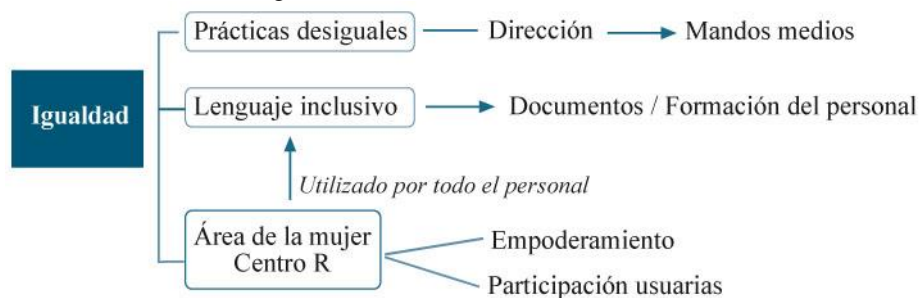 Prácticas desiguales
Dirección
Mandos medios
Igualdad
Lenguaje inclusivo
Documentos / Formación del personal
Utilizado por todo el personal
Área de la mujer
Centro R
Empoderamiento
Participación usuarias